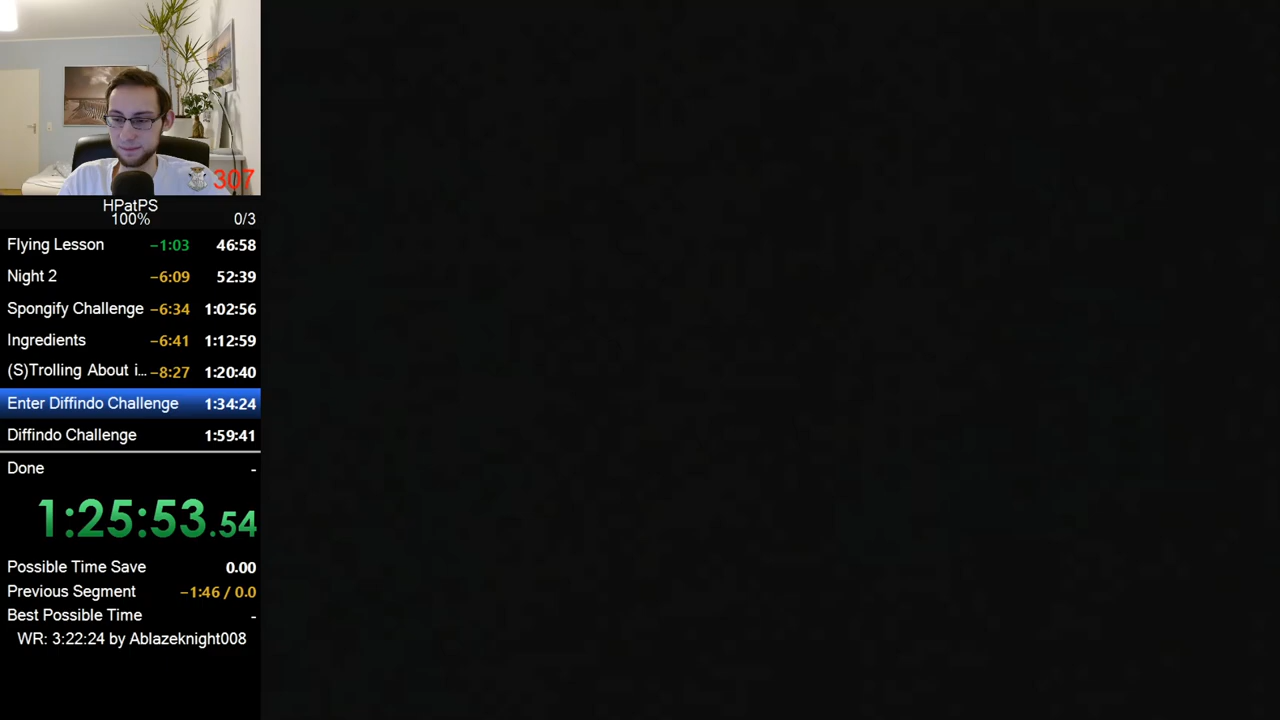 307
HPatPS
100% 0/3
Flying Lesson −1:03 46:58
Night 2 −6:09 52:39
Spongify Challenge −6:34 1:02:56
Ingredients −6:41 1:12:59
(S)Trolling About i... −8:27 1:20:40
Enter Diffindo Challenge 1:34:24
Diffindo Challenge 1:59:41
Done -
1:25:53.54
Possible Time Save 0.00
Previous Segment −1:46 / 0.0
Best Possible Time -
WR: 3:22:24 by Ablazeknight008